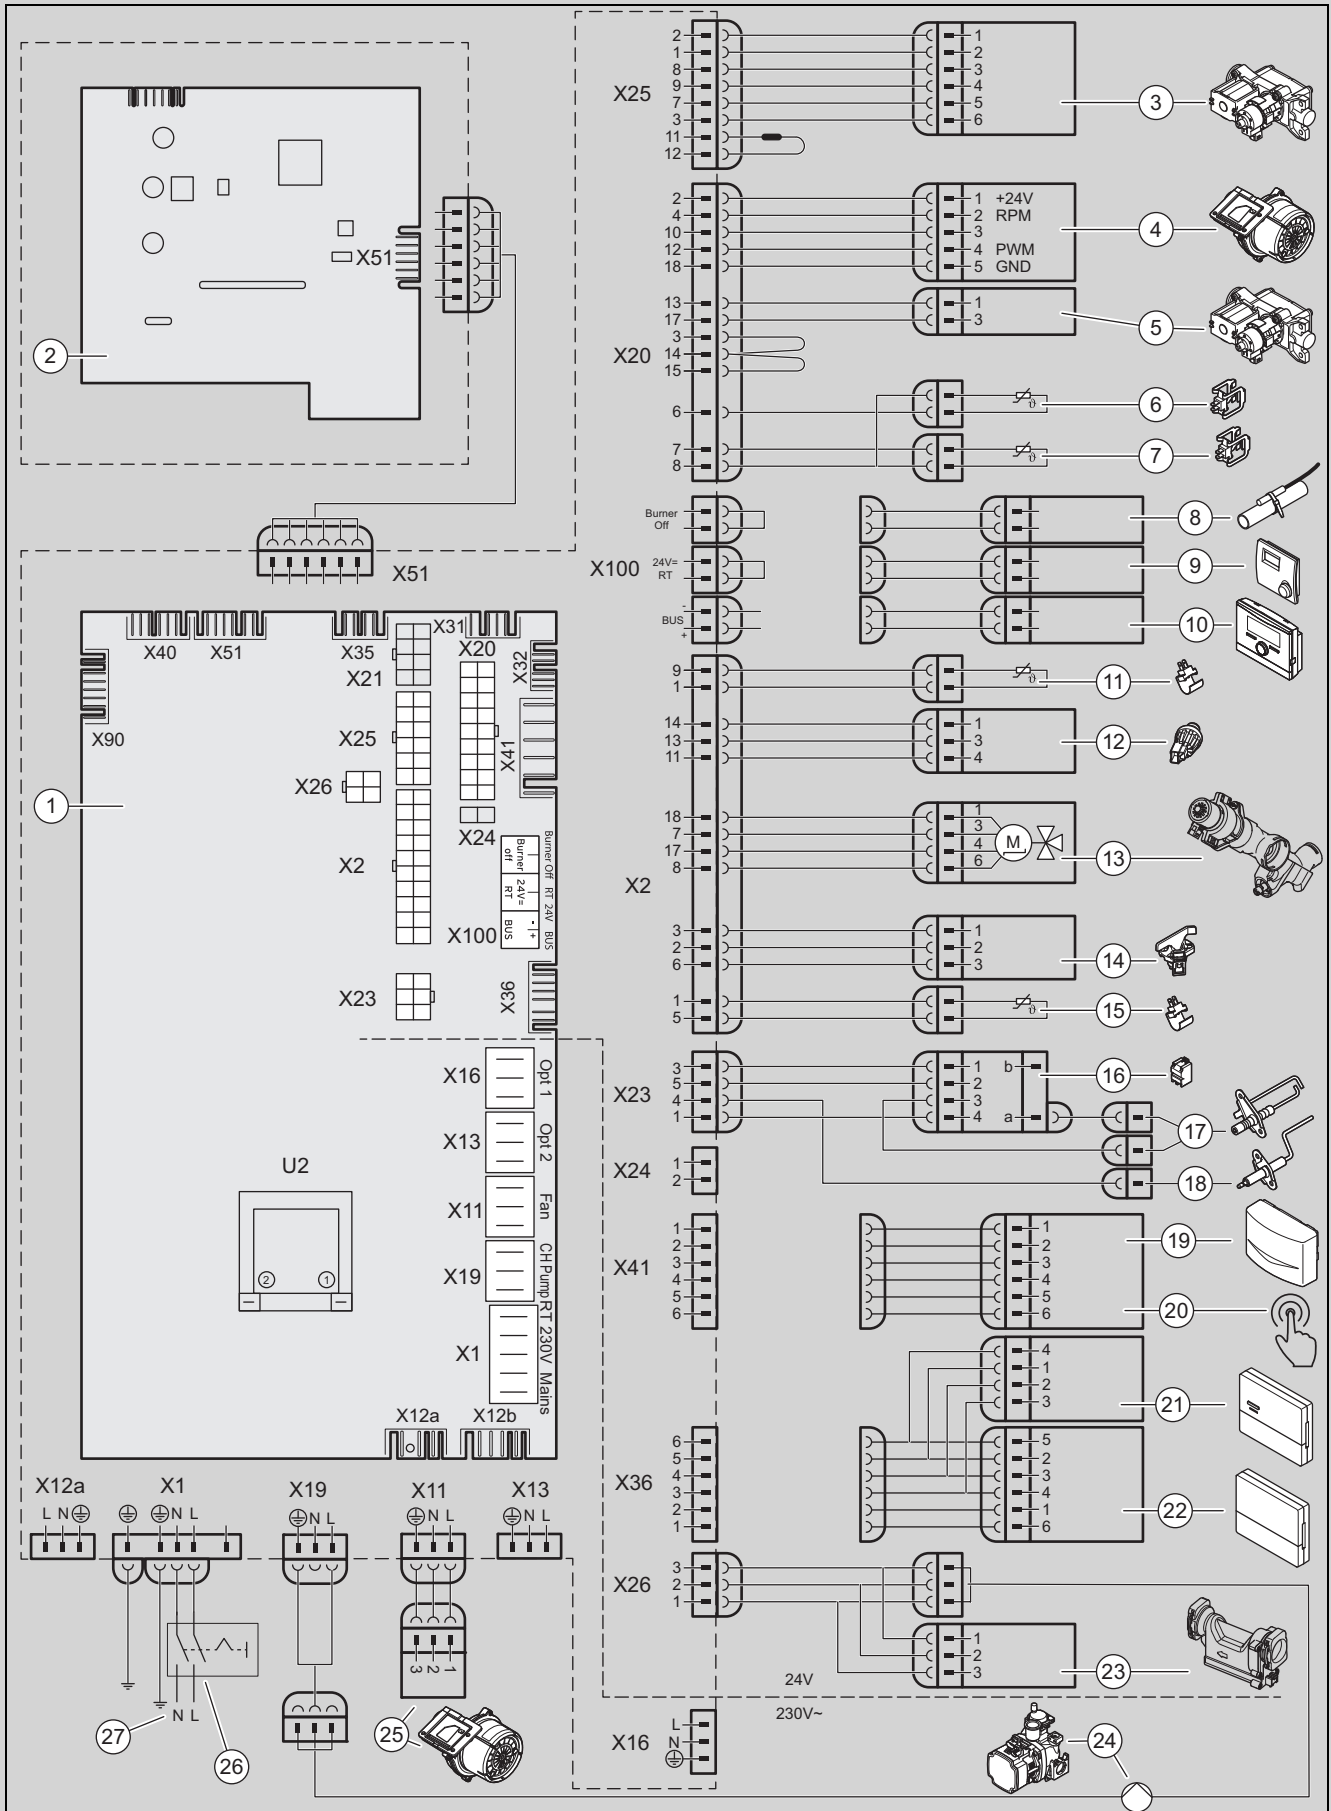 X51
2
X51
X25
2
1
8
9
7
3
11
12
1
2
3
4
5
6
3
X20
2
4
10
12
18
1 +24V
2 RPM
3
4 PWM
5 GND
4
13
17
3
14
15
1
3
5
6
6
7
8
7
X100
Burner
Off
8
24V=
RT
9
-
BUS
+
10
X2
9
1
11
14
13
11
1
3
4
12
18
7
17
8
1
3
4
6
M
13
3
2
6
1
2
3
14
1
5
15
X23
3
5
4
1
1
2
3
4
b
a
16
17
18
X24
1
2
X41
1
2
3
4
5
6
1
2
3
4
5
6
19
20
4
1
2
3
21
X36
6
5
4
3
2
1
5
2
3
4
1
6
22
X26
3
2
1
1
2
3
23
24V
230V~
X16
L
N
24
1
X40
X51
X35
X31
X21
X20
X32
X90
X25
X26
X41
X24
X2
Burner off
24V= RT
BUS - +
Burner Off RT 24V BUS
X100
X23
X36
X16
Opt 1
X13
Opt 2
X11
Fan
X19
CH Pump
X1
RT 230V Mains
U2
2
1
X12a
X12b
X12a
L N
X1
N L
X19
N L
X11
N L
X13
N L
3 2 1
N L
27
26
25